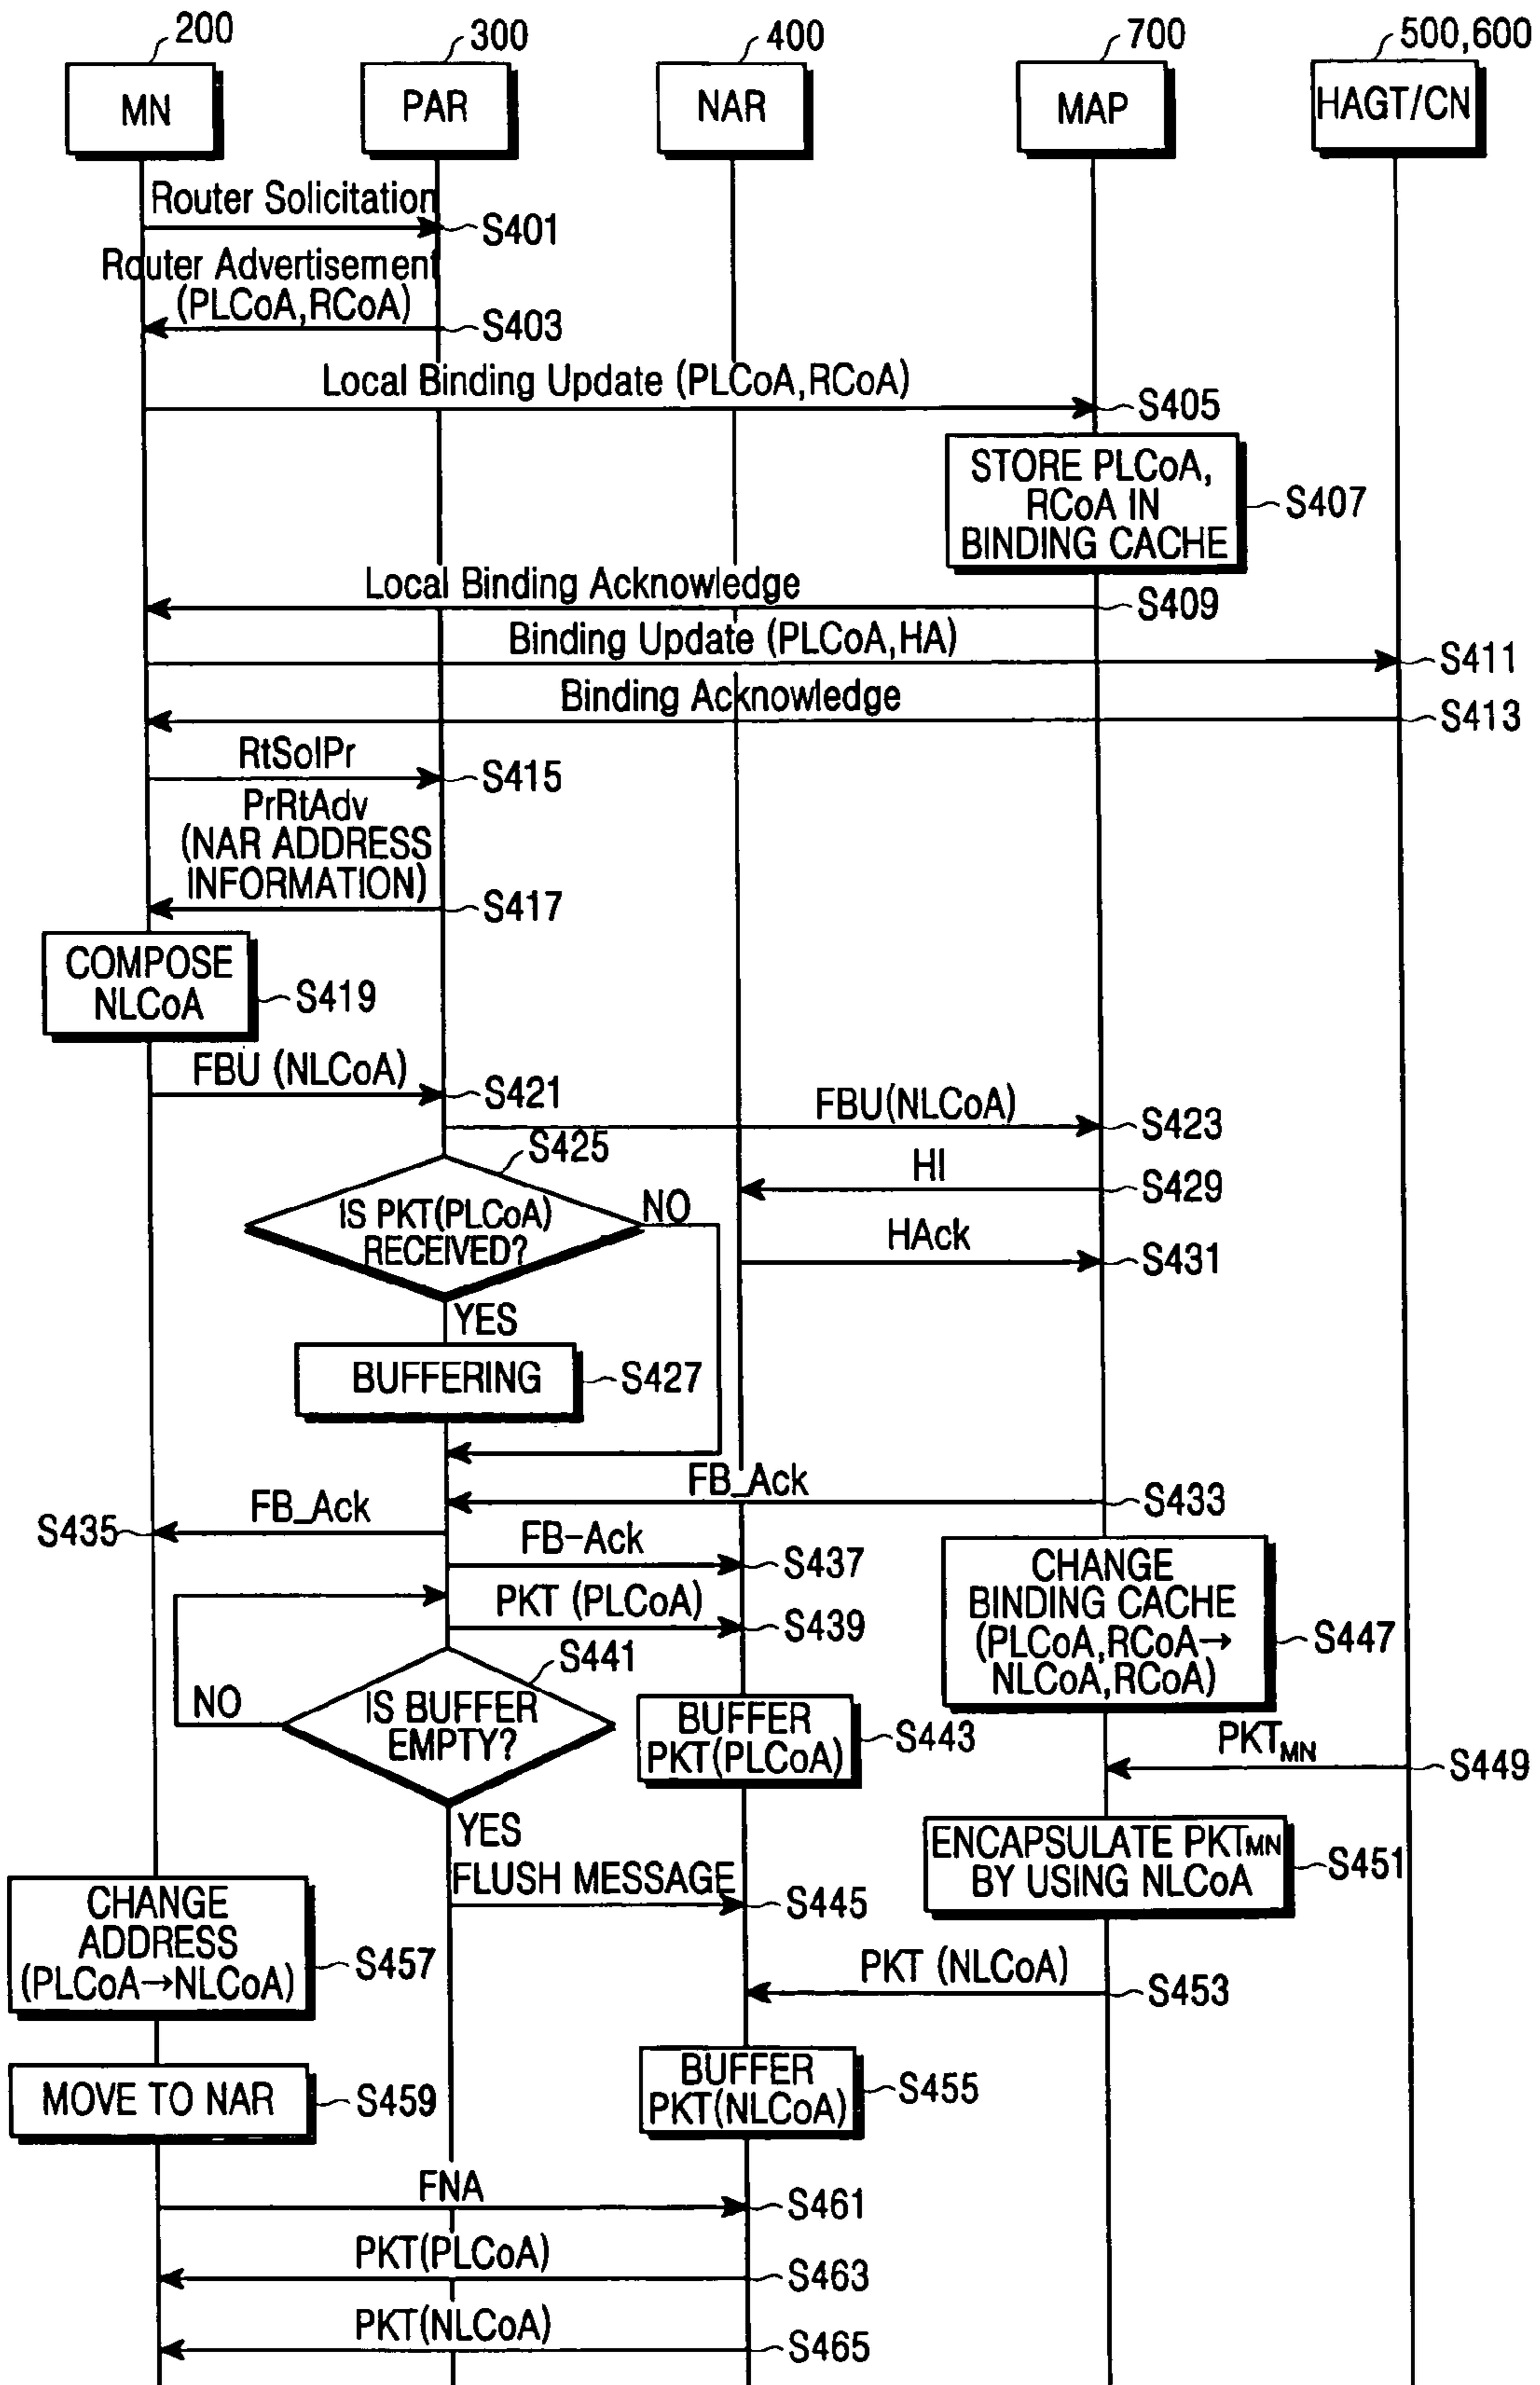 200
300
400
700
500,600
MN
PAR
NAR
MAP
HAGT/CN
Router Solicitation
S401
Router Advertisement
(PLCoA,RCoA)
S403
Local Binding Update (PLCoA,RCoA)
S405
STORE PLCoA,
RCoA IN
BINDING CACHE
S407
Local Binding Acknowledge
S409
Binding Update (PLCoA,HA)
S411
Binding Acknowledge
S413
RtSolPr
S415
PrRtAdv
(NAR ADDRESS
INFORMATION)
S417
COMPOSE
NLCoA
S419
FBU (NLCoA)
S421
FBU(NLCoA)
S423
S425
HI
S429
IS PKT(PLCoA)
RECEIVED?
NO
HAck
S431
YES
BUFFERING
S427
FB_Ack
S433
FB_Ack
S435
FB-Ack
S437
CHANGE
BINDING CACHE
(PLCoA,RCoA→
NLCoA,RCoA)
S447
PKT (PLCoA)
S439
S441
IS BUFFER
EMPTY?
NO
BUFFER
PKT(PLCoA)
S443
PKTMN
S449
YES
ENCAPSULATE PKTMN
BY USING NLCoA
S451
FLUSH MESSAGE
S445
CHANGE
ADDRESS
(PLCoA→NLCoA)
S457
PKT (NLCoA)
S453
BUFFER
PKT(NLCoA)
S455
MOVE TO NAR
S459
FNA
S461
PKT(PLCoA)
S463
PKT(NLCoA)
S465